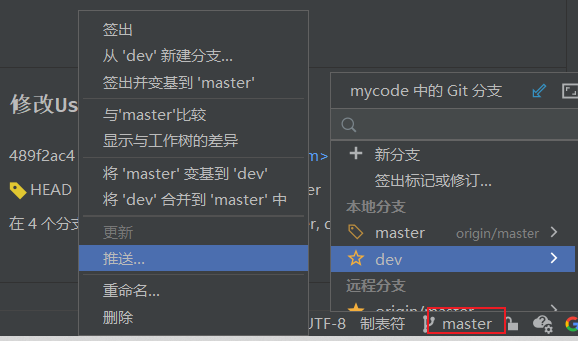 签出
从 'dev' 新建分支...
签出并变基到 'master'
与'master'比较
显示与工作树的差异
将 'master' 变基到 'dev'
将 'dev' 合并到 'master' 中
更新
推送...
重命名...
删除
修改Us
489f2ac4
m>
HEAD
er
在 4 个分支
er, c
mycode 中的 Git 分支
新分支
签出标记或修订...
本地分支
master origin/master
dev
远程分支
origin/master
UTF-8 制表符 master